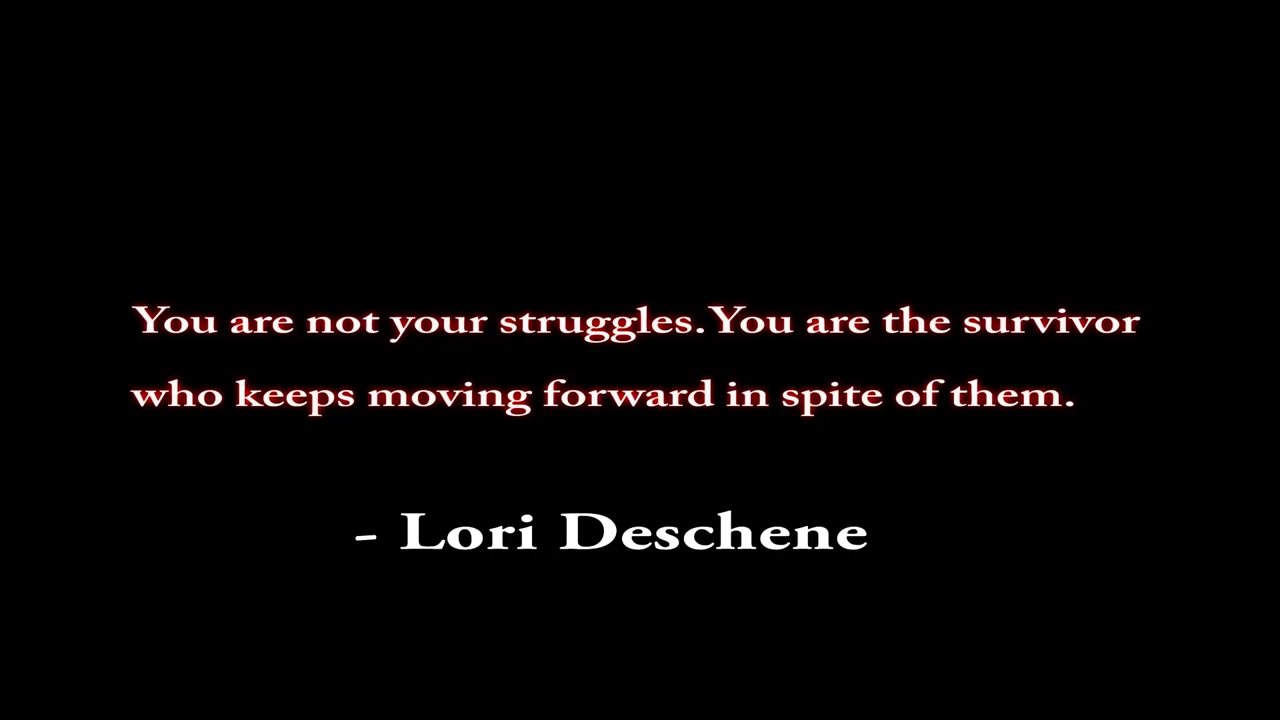 You are not your struggles. You are the survivor
who keeps moving forward in spite of them.
- Lori Deschene